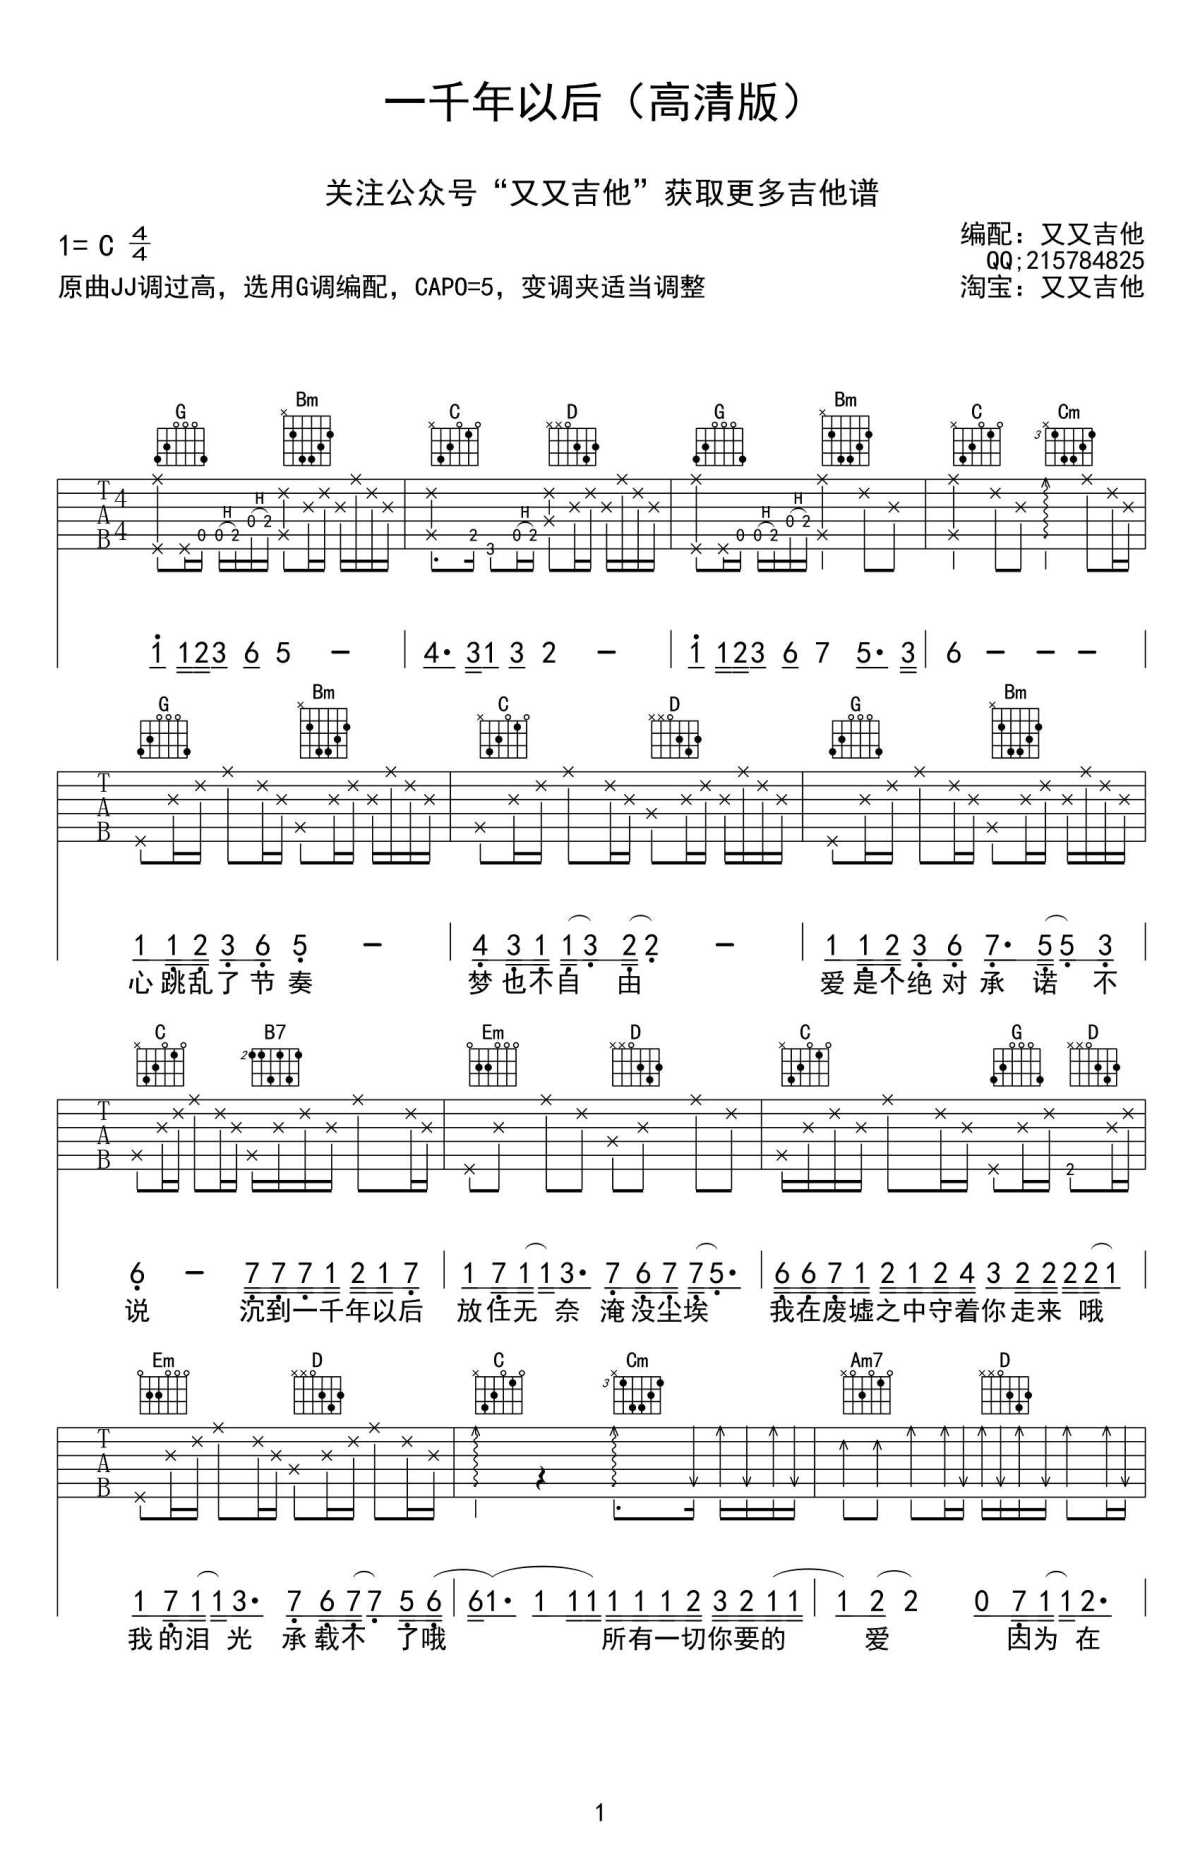 一千年以后（高清版）
关注公众号“又又吉他”获取更多吉他谱
1= C 4/4
编配：又又吉他
QQ;215784825
原曲JJ调过高，选用G调编配，CAPO=5，变调夹适当调整
淘宝：又又吉他
G Bm C D G Bm C Cm
3
T A B 4 4
H H H H H
0 0 2 0 2 2 3 0 2 0 0 2 0 2
1 1 2 3 6 5 – 4· 3 1 3 2 – 1 1 2 3 6 7 5· 3 6 – – –
G Bm C D G Bm
T A B
1 1 2 3 6 5 – 4 3 1 1 3 2 2 – 1 1 2 3 6 7· 5 5 3
心跳乱了节奏 梦也不自由 爱是个绝对承诺 不
C B7 Em D C G D
2
T A B
2
6 – 7 7 7 1 2 1 7 1 7 1 1 3· 7 6 7 7 5· 6 6 7 1 2 1 2 4 3 2 2 2 2 1
说 沉到一千年以后 放任无奈 淹没尘埃 我在废墟之中守着你走来 哦
Em D C Cm Am7 D
3
T A B
1 7 1 1 3· 7 6 7 7 5 6 6 1· 1 1 1 1 1 1 2 3 2 1 1 1 2 2 0 7 1 1 2·
我的泪光 承载不了哦 所有一切你要的 爱 因为在
1